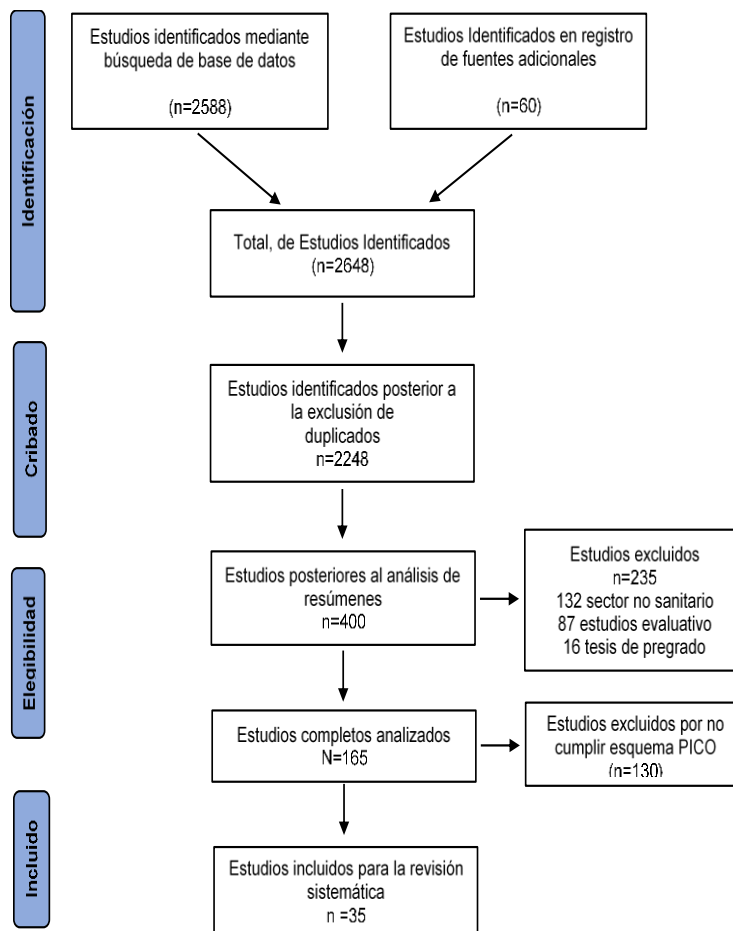 Identificación
Estudios identificados mediante
búsqueda de base de datos
(n=2588)
Estudios Identificados en registro
de fuentes adicionales
(n=60)
Total, de Estudios Identificados
(n=2648)
Cribado
Estudios identificados posterior a
la exclusión de
duplicados
n=2248
Elegibilidad
Estudios posteriores al análisis de
resúmenes
n=400
Estudios excluidos
n=235
132 sector no sanitario
87 estudios evaluativo
16 tesis de pregrado
Estudios completos analizados
N=165
Estudios excluidos por no
cumplir esquema PICO
(n=130)
Incluido
Estudios incluidos para la revisión
sistemática
n =35